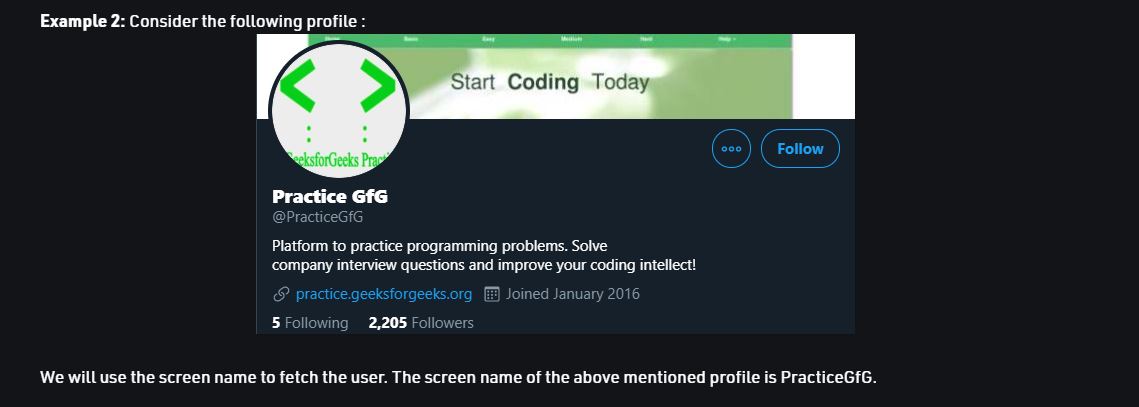 Example 2: Consider the following profile :
Home Basic Easy Medium Hard Help
Start Coding Today
GeeksforGeeks Practi
Follow
Practice GfG
@PracticeGfG
Platform to practice programming problems. Solve
company interview questions and improve your coding intellect!
practice.geeksforgeeks.org Joined January 2016
5 Following 2,205 Followers
We will use the screen name to fetch the user. The screen name of the above mentioned profile is PracticeGfG.